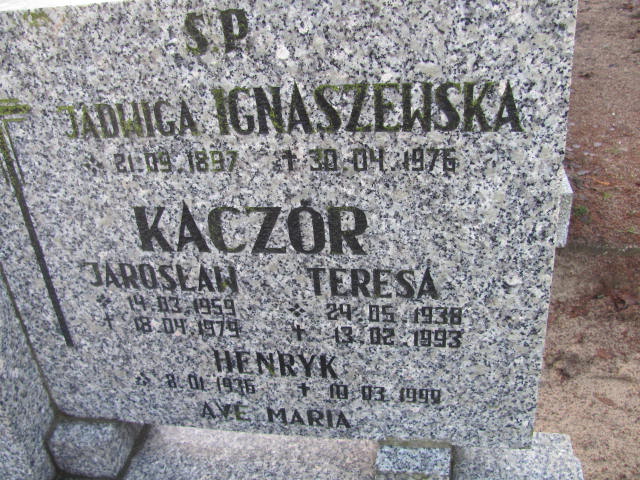 S.P.
JADWIGA IGNASZEWSKA
21.09.1897 30.04.1976
KACZOR
JAROSŁAW TERESA
14.03.1959 24.05.1938
18.04.1979 13.02.1993
HENRYK
8.01.1936 10.03.1999
AVE MARIA